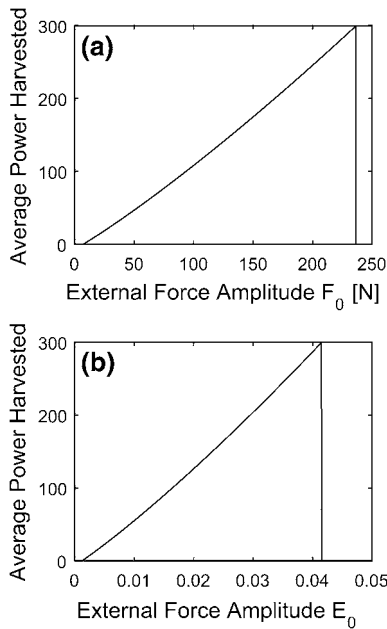 (a)
300
200
100
0
Average Power Harvested
0 50 100 150 200 250
External Force Amplitude F0 [N]
(b)
300
200
100
0
Average Power Harvested
0 0.01 0.02 0.03 0.04 0.05
External Force Amplitude E0